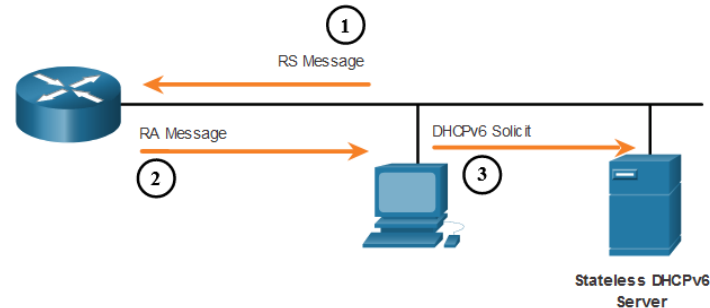 1
RS Message
RA Message
DHCPv6 Solicit
2
3
Stateless DHCPv6
Server